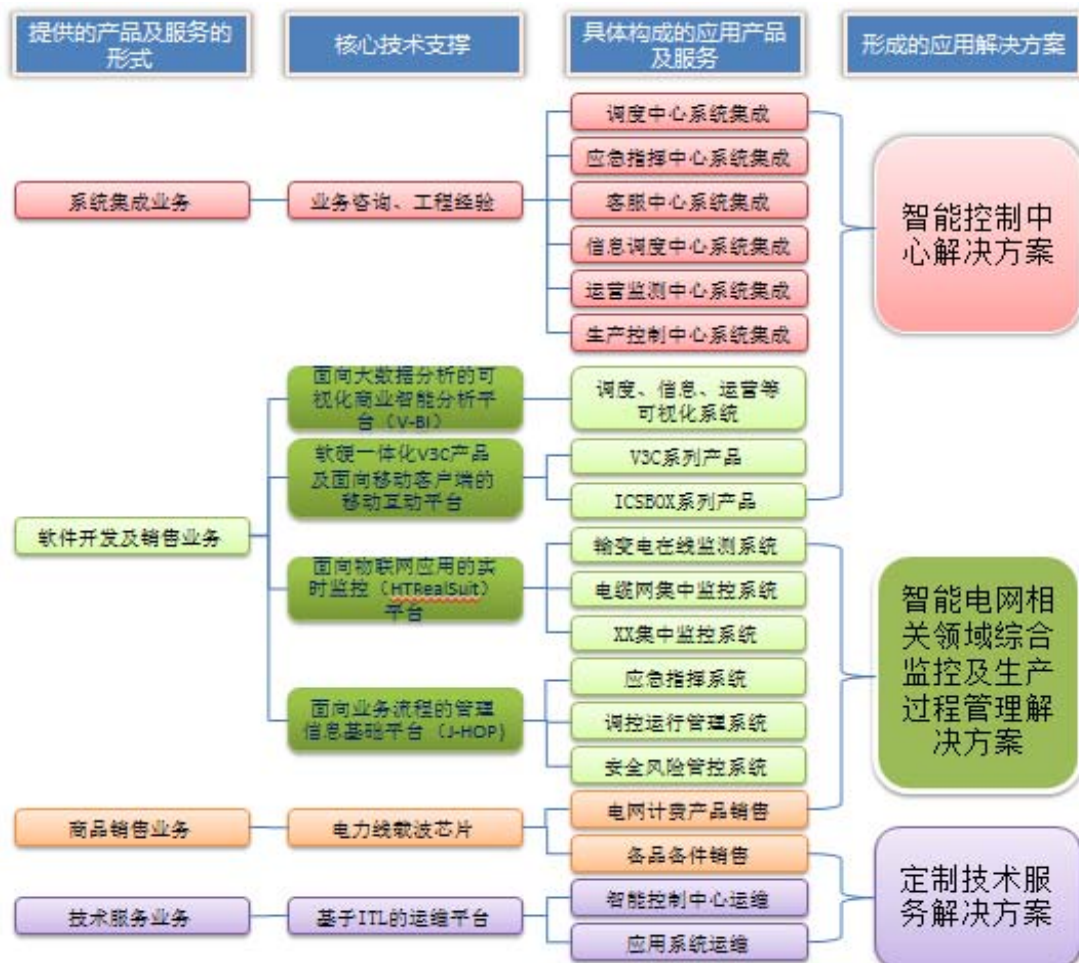 提供的产品及服务的
形式
核心技术支撑
具体构成的应用产品
及服务
形成的应用解决方案
系统集成业务
业务咨询、工程经验
调度中心系统集成
应急指挥中心系统集成
客服中心系统集成
信息调度中心系统集成
运营监测中心系统集成
生产控制中心系统集成
智能控制中
心解决方案
软件开发及销售业务
面向大数据分析的可
视化商业智能分析平
台（V-BI）
调度、信息、运营等
可视化系统
软硬一体化V3C产品
及面向移动客户端的
移动互动平台
V3C系列产品
ICSBOX系列产品
面向物联网应用的实
时监控（HTRealSuit）
平台
输变电在线监测系统
电缆网集中监控系统
XX集中监控系统
面向业务流程的管理
信息基础平台（J-HOP)
应急指挥系统
调控运行管理系统
安全风险管控系统
智能电网相
关领域综合
监控及生产
过程管理解
决方案
商品销售业务
电力线载波芯片
电网计费产品销售
备品备件销售
技术服务业务
基于ITL的运维平台
智能控制中心运维
应用系统运维
定制技术服
务解决方案